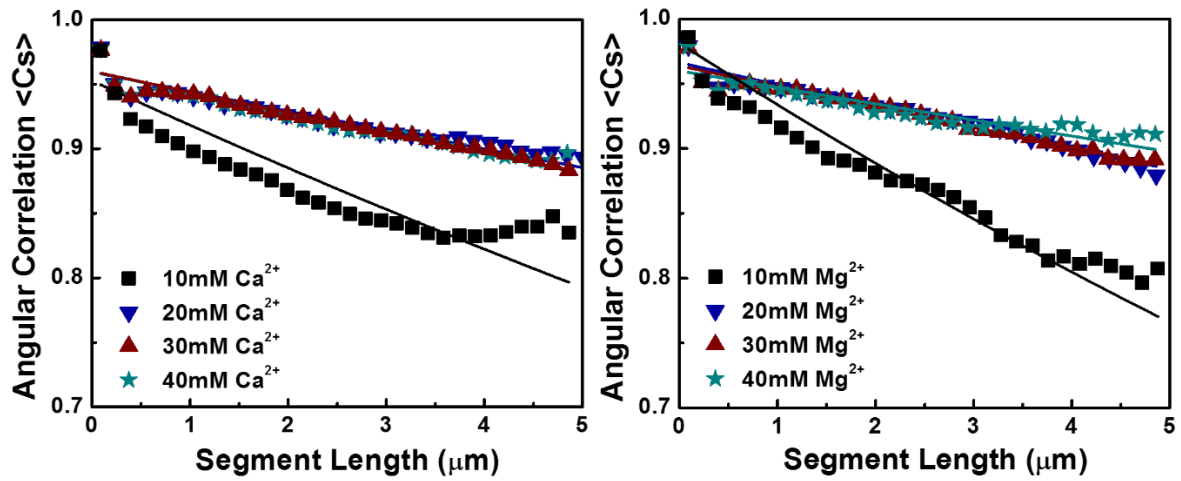 Angular Correlation <Cs>
1.0
0.9
0.8
0.7
10mM Ca²⁺
20mM Ca²⁺
30mM Ca²⁺
40mM Ca²⁺
0 1 2 3 4 5
Segment Length (μm)
Angular Correlation <Cs>
1.0
0.9
0.8
0.7
10mM Mg²⁺
20mM Mg²⁺
30mM Mg²⁺
40mM Mg²⁺
0 1 2 3 4 5
Segment Length (μm)